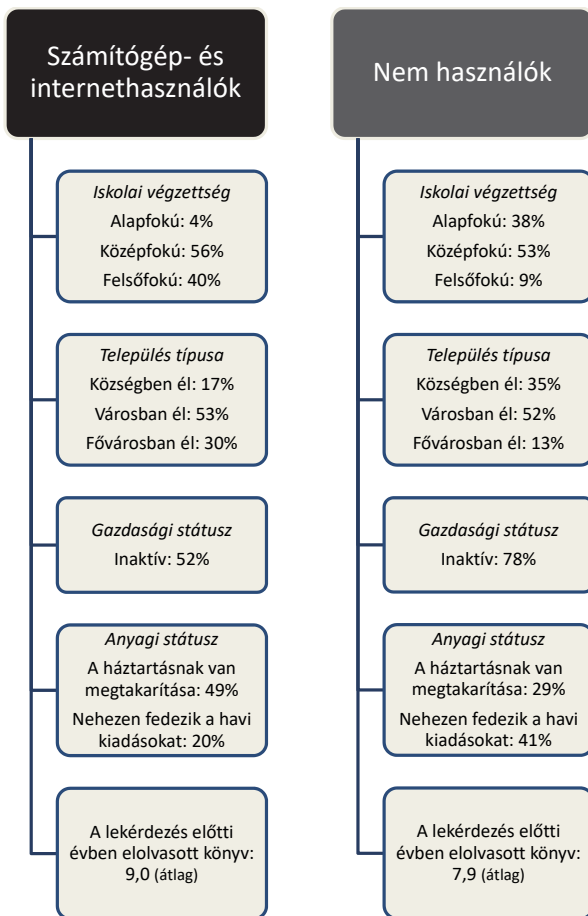 Számítógép- és
internethasználók
Iskolai végzettség
Alapfokú: 4%
Középfokú: 56%
Felsőfokú: 40%
Település típusa
Községben él: 17%
Városban él: 53%
Fővárosban él: 30%
Gazdasági státusz
Inaktív: 52%
Anyagi státusz
A háztartásnak van
megtakarítása: 49%
Nehezen fedezik a havi
kiadásokat: 20%
A lekérdezés előtti
évben elolvasott könyv:
9,0 (átlag)
Nem használók
Iskolai végzettség
Alapfokú: 38%
Középfokú: 53%
Felsőfokú: 9%
Település típusa
Községben él: 35%
Városban él: 52%
Fővárosban él: 13%
Gazdasági státusz
Inaktív: 78%
Anyagi státusz
A háztartásnak van
megtakarítása: 29%
Nehezen fedezik a havi
kiadásokat: 41%
A lekérdezés előtti
évben elolvasott könyv:
7,9 (átlag)